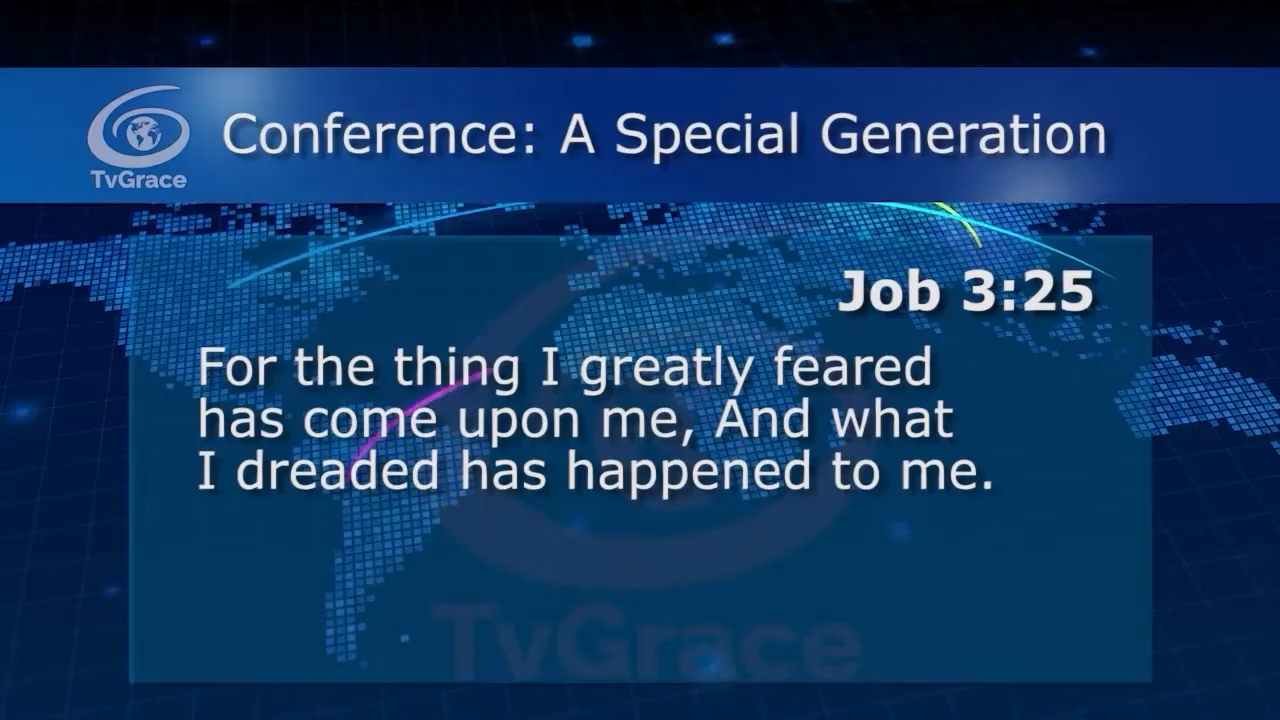 Conference: A Special Generation
TvGrace
Job 3:25
For the thing I greatly feared
has come upon me, And what
I dreaded has happened to me.
TvGrace